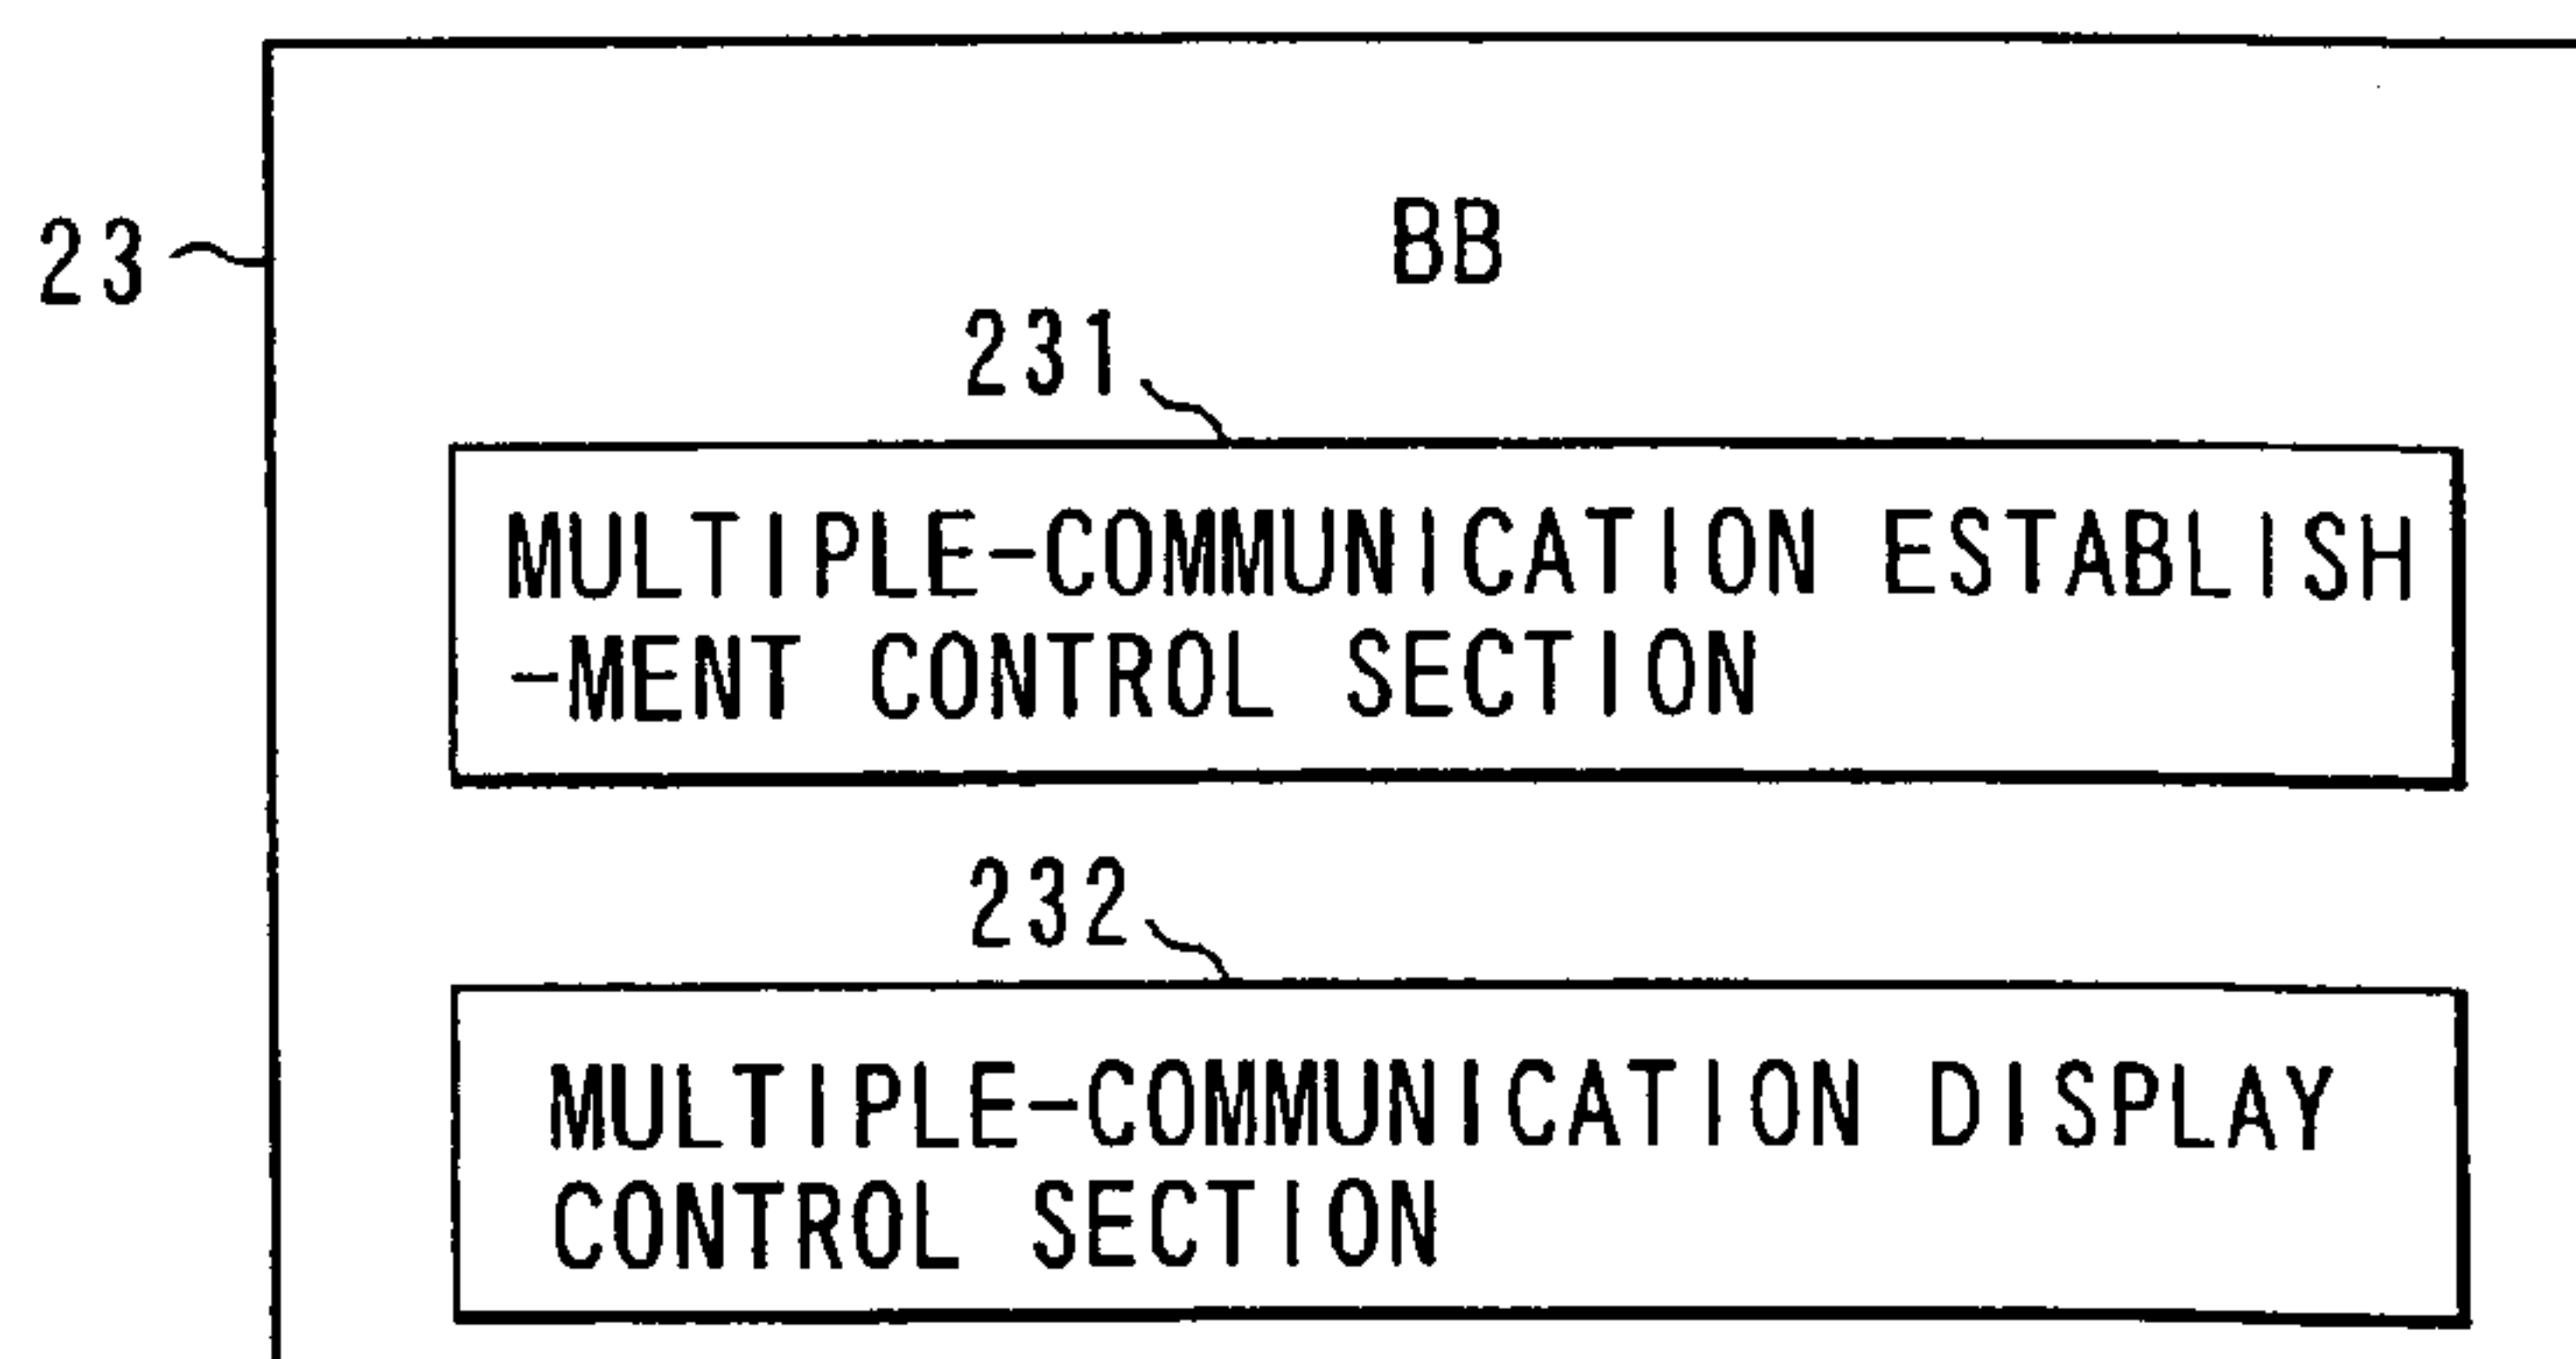 BB
23
231
MULTIPLE-COMMUNICATION ESTABLISH
-MENT CONTROL SECTION
232
MULTIPLE-COMMUNICATION DISPLAY
CONTROL SECTION